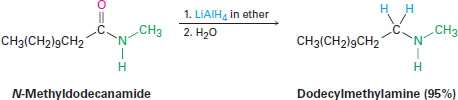 O
CH3(CH2)9CH2 C N CH3
H
1. LiAlH4 in ether
2. H2O
H H
CH3(CH2)9CH2 C N CH3
H
N-Methyldodecanamide
Dodecylmethylamine (95%)